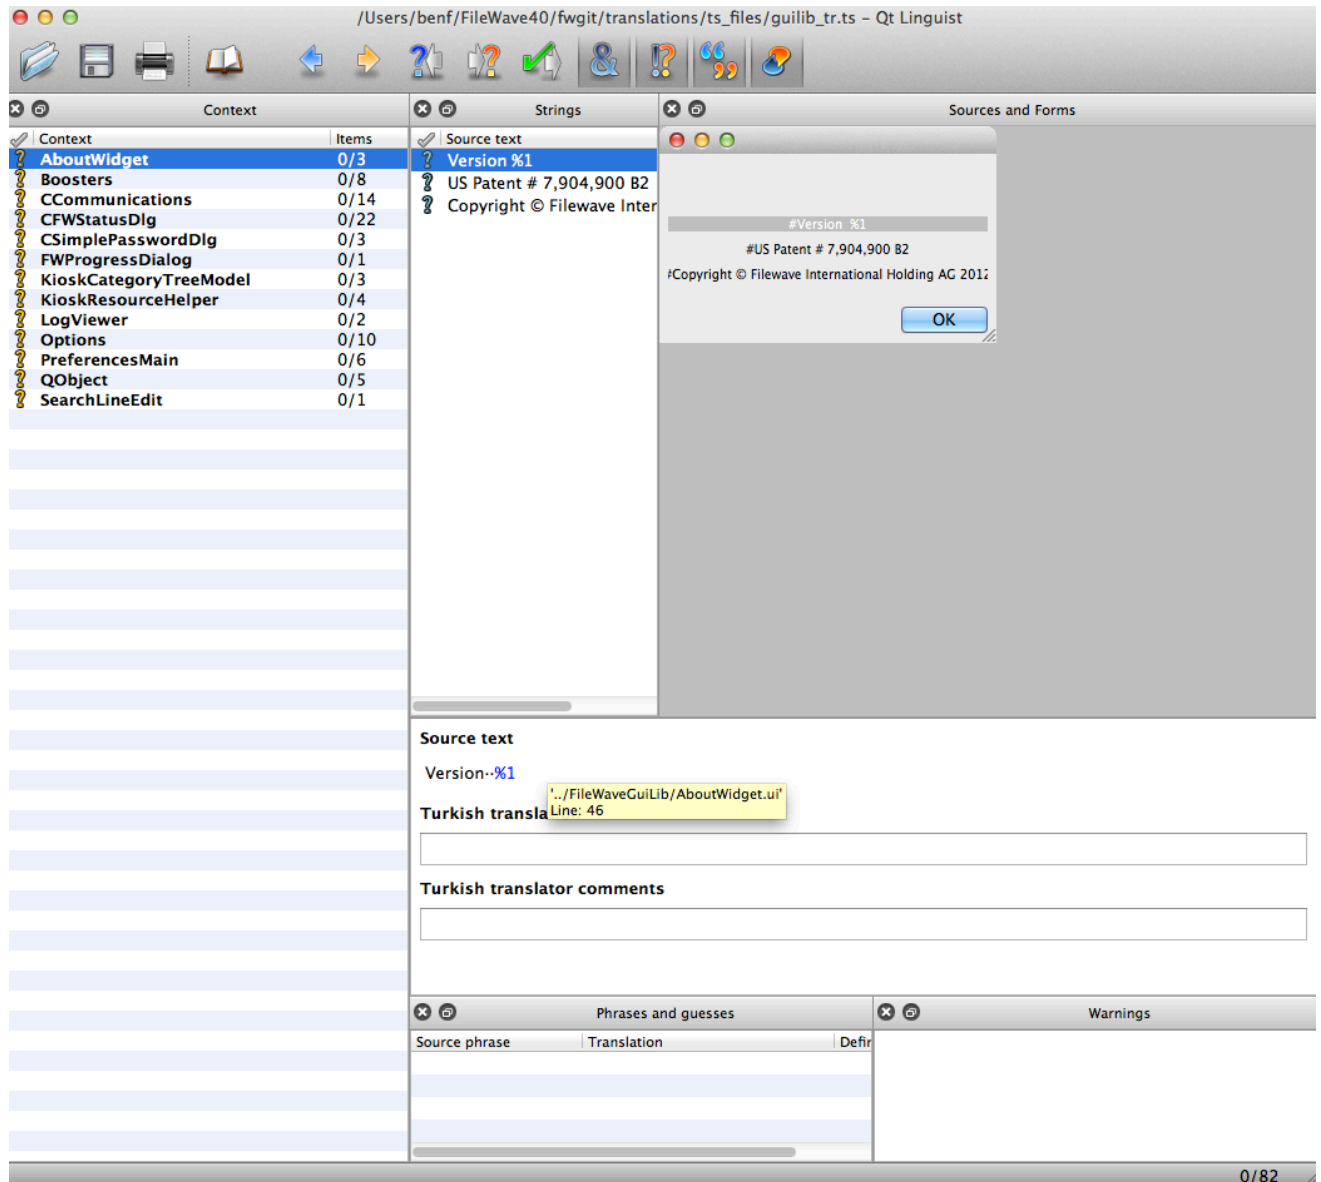 /Users/benf/FileWave40/fwgit/translations/ts_files/guilib_tr.ts – Qt Linguist
Context
Context Items
AboutWidget 0/3
Boosters 0/8
CCommunications 0/14
CFWStatusDlg 0/22
CSimplePasswordDlg 0/3
FWProgressDialog 0/1
KioskCategoryTreeModel 0/3
KioskResourceHelper 0/4
LogViewer 0/2
Options 0/10
PreferencesMain 0/6
QObject 0/5
SearchLineEdit 0/1
Strings
Source text
Version %1
US Patent # 7,904,900 B2
Copyright © Filewave Inter
Sources and Forms
#Version %1
#US Patent # 7,904,900 B2
#Copyright © Filewave International Holding AG 2012
OK
Source text
Version··%1
'../FileWaveGuiLib/AboutWidget.ui'
Line: 46
Turkish transla
Turkish translator comments
Phrases and guesses
Source phrase Translation Defin
Warnings
0/82